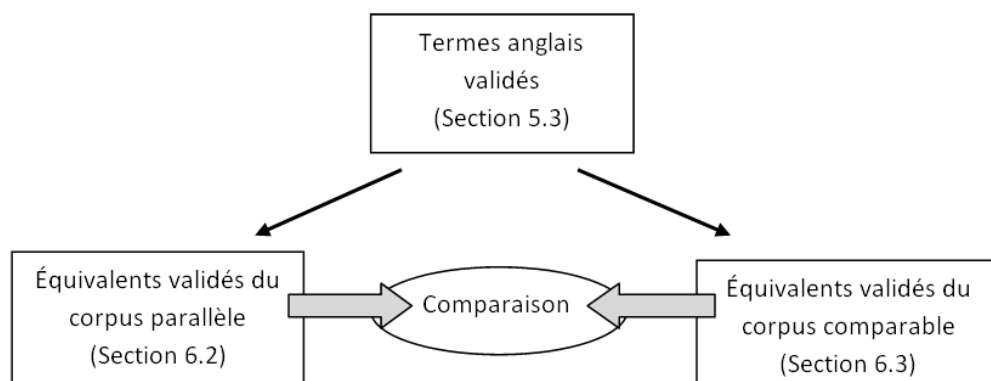 Termes anglais
validés
(Section 5.3)
Équivalents validés du
corpus parallèle
(Section 6.2)
Comparaison
Équivalents validés du
corpus comparable
(Section 6.3)